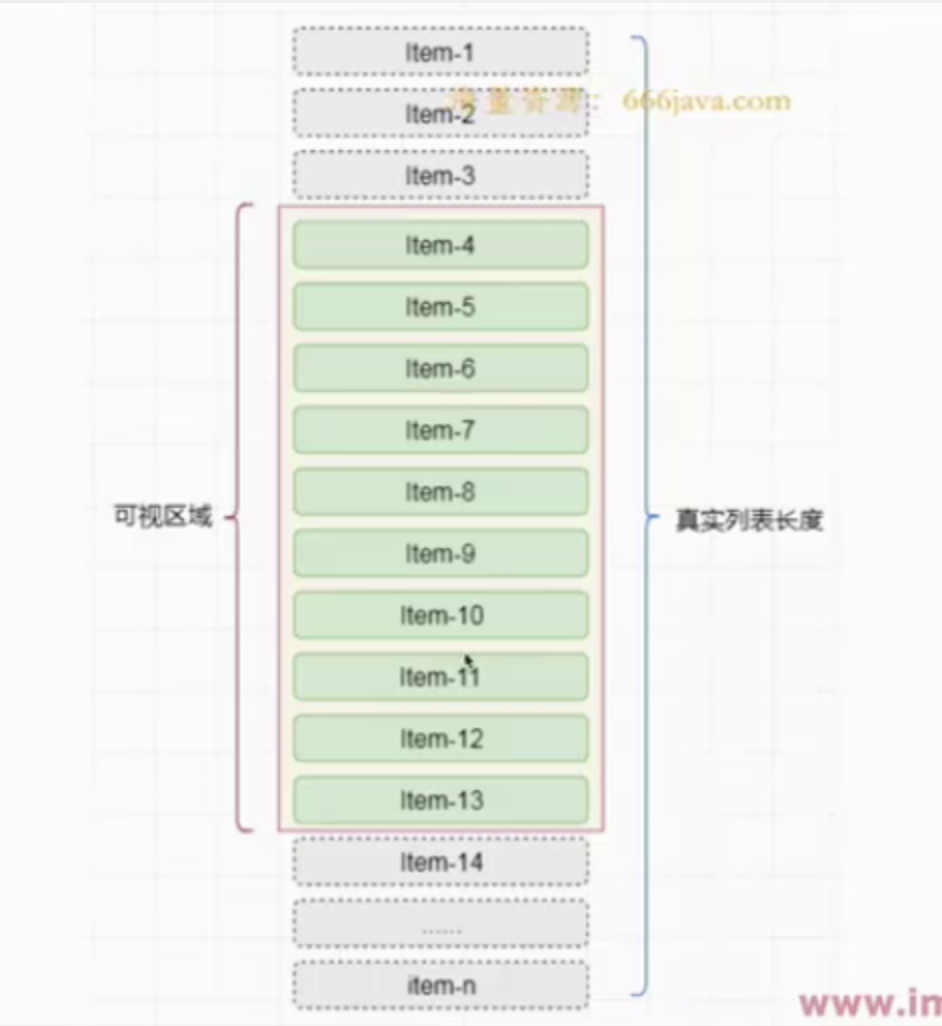 Item-1
海量资源：666java.com
Item-2
Item-3
Item-4
Item-5
Item-6
Item-7
Item-8
可视区域
真实列表长度
Item-9
Item-10
Item-11
Item-12
Item-13
Item-14
......
item-n
www.im